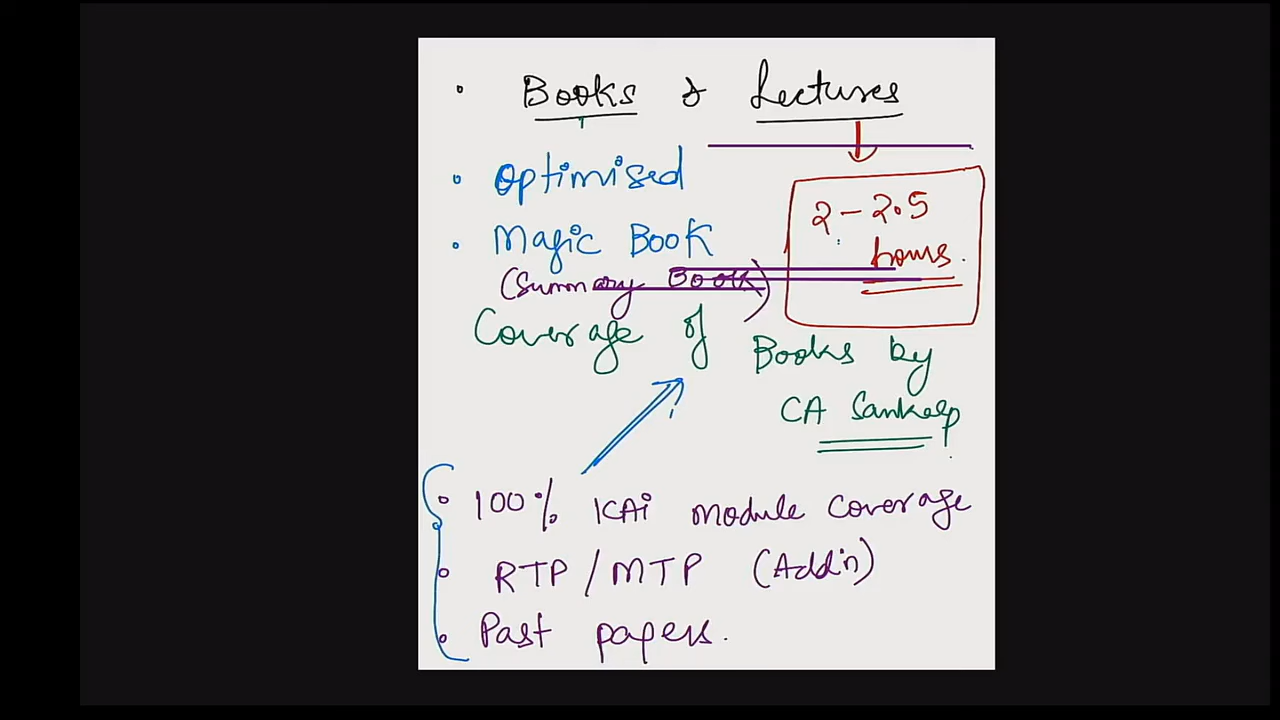 • Books & Lectures
• Optimised
2 - 2.5
hours.
• Magic Book
(Summary Book)
Coverage of Books by
CA Sankalp
• 100% ICAi Module Coverage
• RTP / MTP (Add'n)
• Past papers.